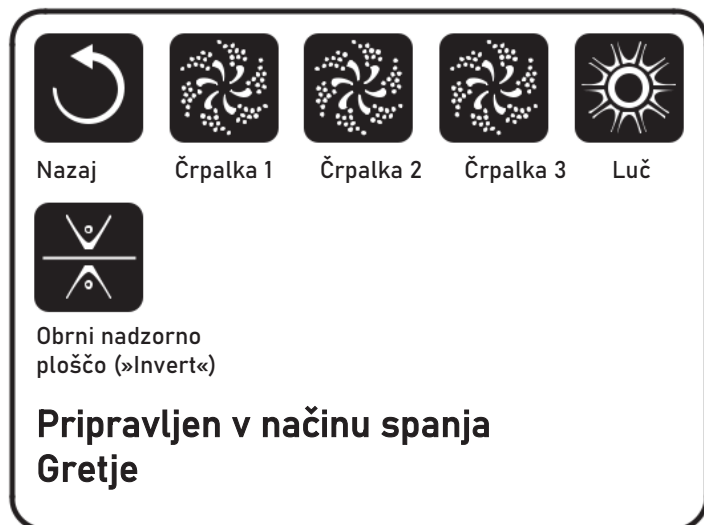 Nazaj Črpalka 1 Črpalka 2 Črpalka 3 Luč
Obrni nadzorno
ploščo (»Invert«)
Pripravljen v načinu spanja
Gretje